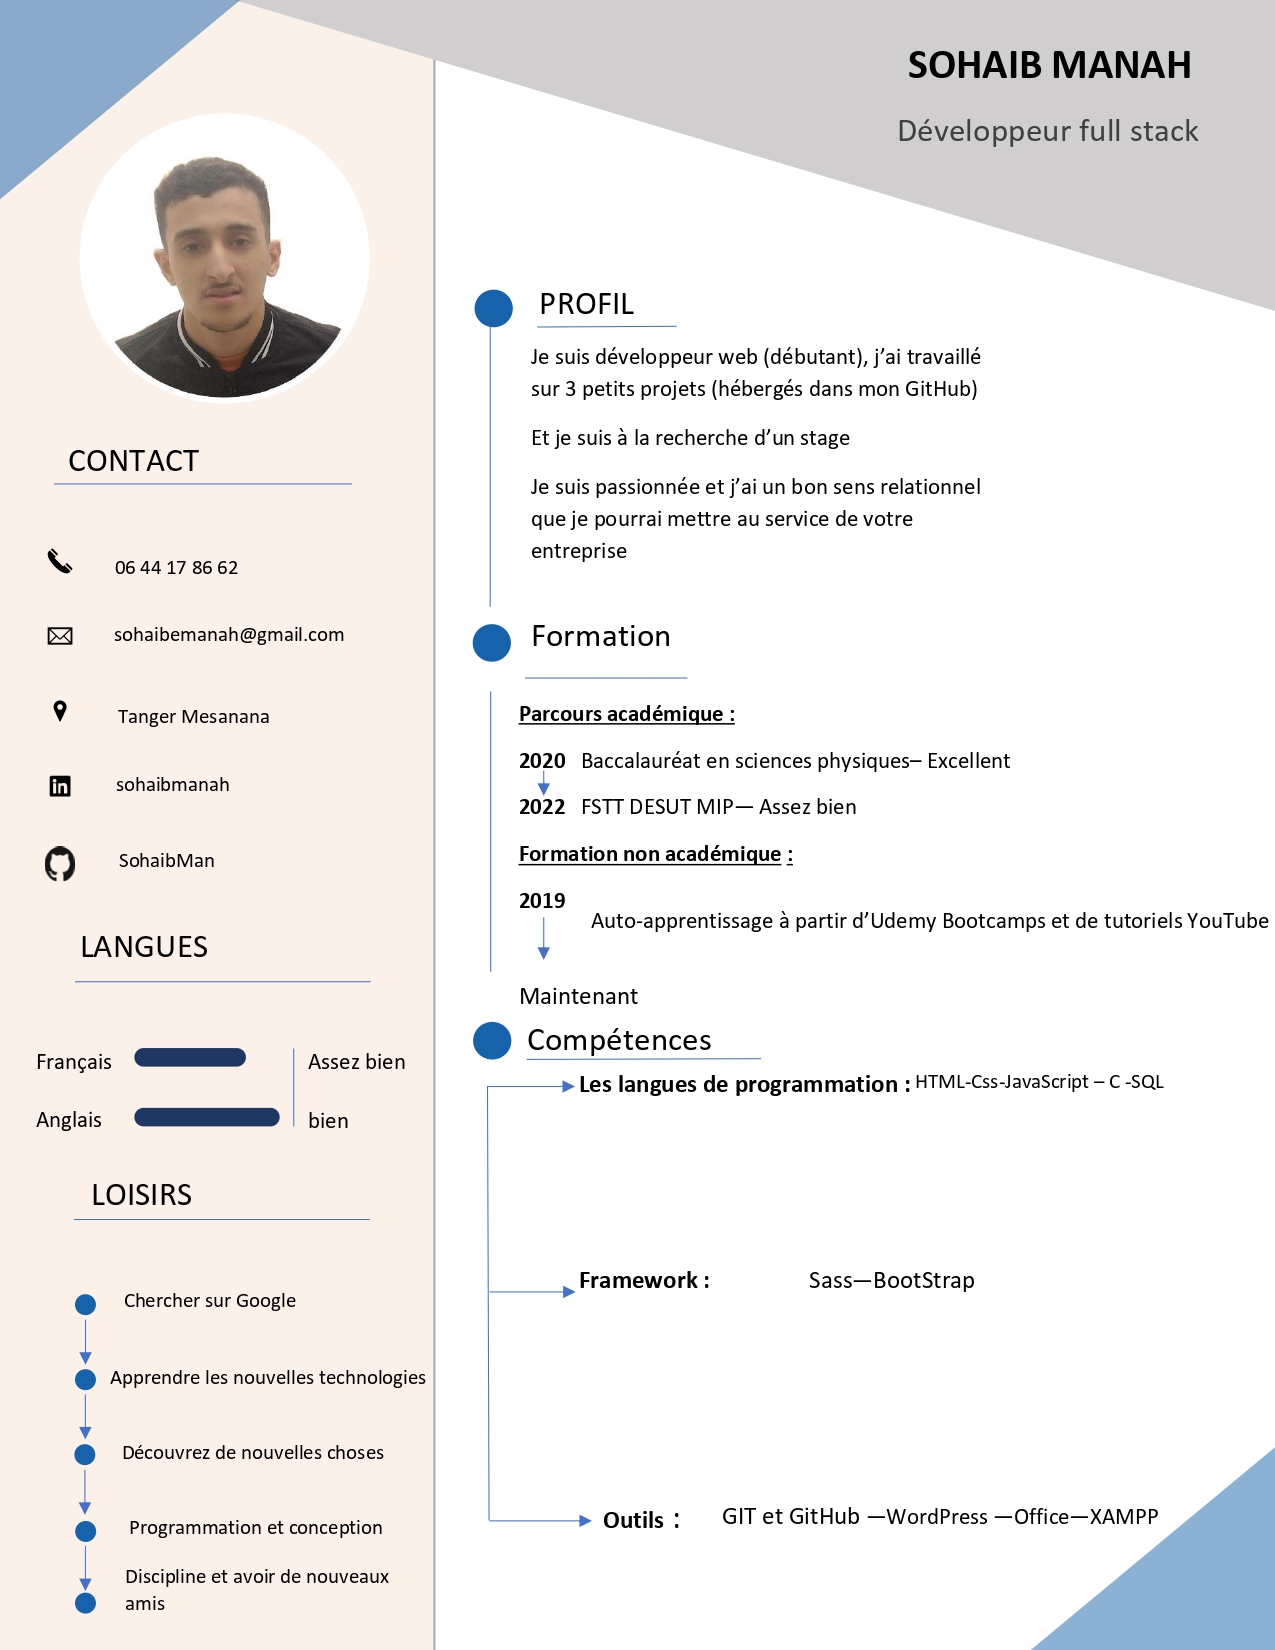 SOHAIB MANAH
Développeur full stack
CONTACT
06 44 17 86 62
sohaibemanah@gmail.com
Tanger Mesanana
sohaibmanah
SohaibMan
LANGUES
Français Assez bien
Anglais bien
LOISIRS
Chercher sur Google
Apprendre les nouvelles technologies
Découvrez de nouvelles choses
Programmation et conception
Discipline et avoir de nouveaux
amis
PROFIL
Je suis développeur web (débutant), j’ai travaillé
sur 3 petits projets (hébergés dans mon GitHub)
Et je suis à la recherche d’un stage
Je suis passionnée et j’ai un bon sens relationnel
que je pourrai mettre au service de votre
entreprise
Formation
Parcours académique :
2020 Baccalauréat en sciences physiques– Excellent
2022 FSTT DESUT MIP— Assez bien
Formation non académique :
2019
Auto-apprentissage à partir d’Udemy Bootcamps et de tutoriels YouTube
Maintenant
Compétences
Les langues de programmation : HTML-Css-JavaScript – C -SQL
Framework : Sass—BootStrap
Outils : GIT et GitHub —WordPress —Office—XAMPP